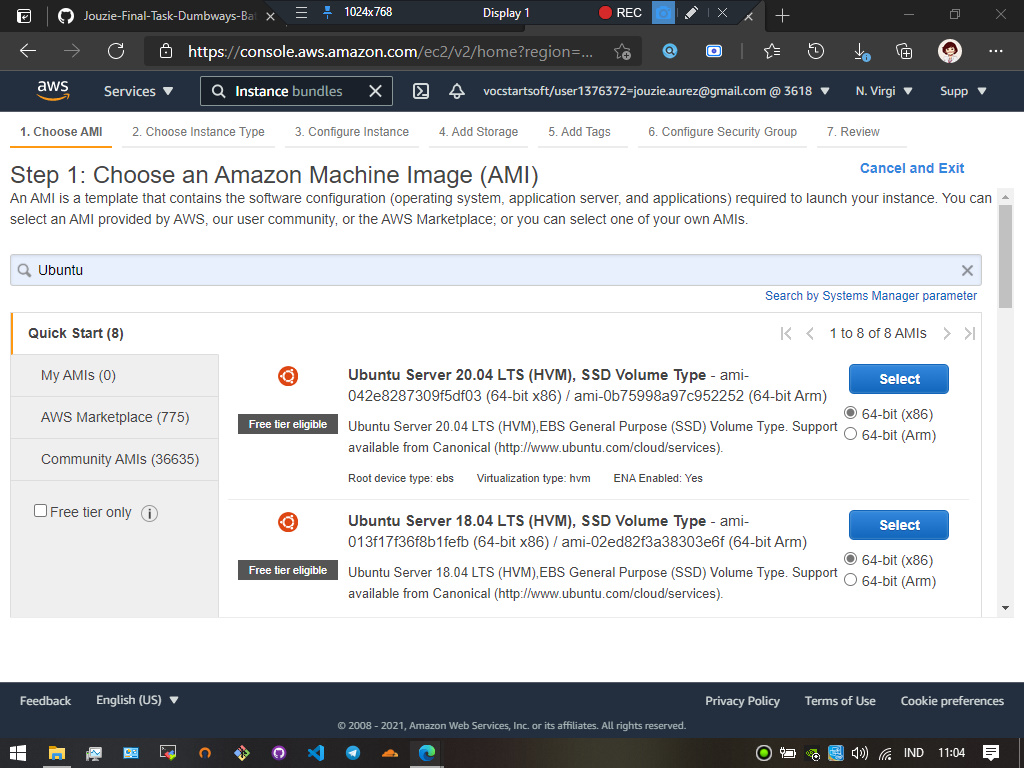 Jouzie-Final-Task-Dumbways-Bat
1024x768
Display 1
REC
https://console.aws.amazon.com/ec2/v2/home?region=...
aws
Services
Instance bundles
vocstartsoft/user1376372=jouzie.aurez@gmail.com @ 3618
N. Virgi
Supp
1. Choose AMI
2. Choose Instance Type
3. Configure Instance
4. Add Storage
5. Add Tags
6. Configure Security Group
7. Review
Step 1: Choose an Amazon Machine Image (AMI)
Cancel and Exit
An AMI is a template that contains the software configuration (operating system, application server, and applications) required to launch your instance. You can
select an AMI provided by AWS, our user community, or the AWS Marketplace; or you can select one of your own AMIs.
Ubuntu
Search by Systems Manager parameter
Quick Start (8)
1 to 8 of 8 AMIs
My AMIs (0)
AWS Marketplace (775)
Community AMIs (36635)
Free tier only
Ubuntu Server 20.04 LTS (HVM), SSD Volume Type - ami-
042e8287309f5df03 (64-bit x86) / ami-0b75998a97c952252 (64-bit Arm)
Free tier eligible
Ubuntu Server 20.04 LTS (HVM),EBS General Purpose (SSD) Volume Type. Support
available from Canonical (http://www.ubuntu.com/cloud/services).
Root device type: ebs
Virtualization type: hvm
ENA Enabled: Yes
Select
64-bit (x86)
64-bit (Arm)
Ubuntu Server 18.04 LTS (HVM), SSD Volume Type - ami-
013f17f36f8b1fefb (64-bit x86) / ami-02ed82f3a38303e6f (64-bit Arm)
Free tier eligible
Ubuntu Server 18.04 LTS (HVM),EBS General Purpose (SSD) Volume Type. Support
available from Canonical (http://www.ubuntu.com/cloud/services).
Select
64-bit (x86)
64-bit (Arm)
Feedback
English (US)
Privacy Policy
Terms of Use
Cookie preferences
© 2008 - 2021, Amazon Web Services, Inc. or its affiliates. All rights reserved.
IND
11:04